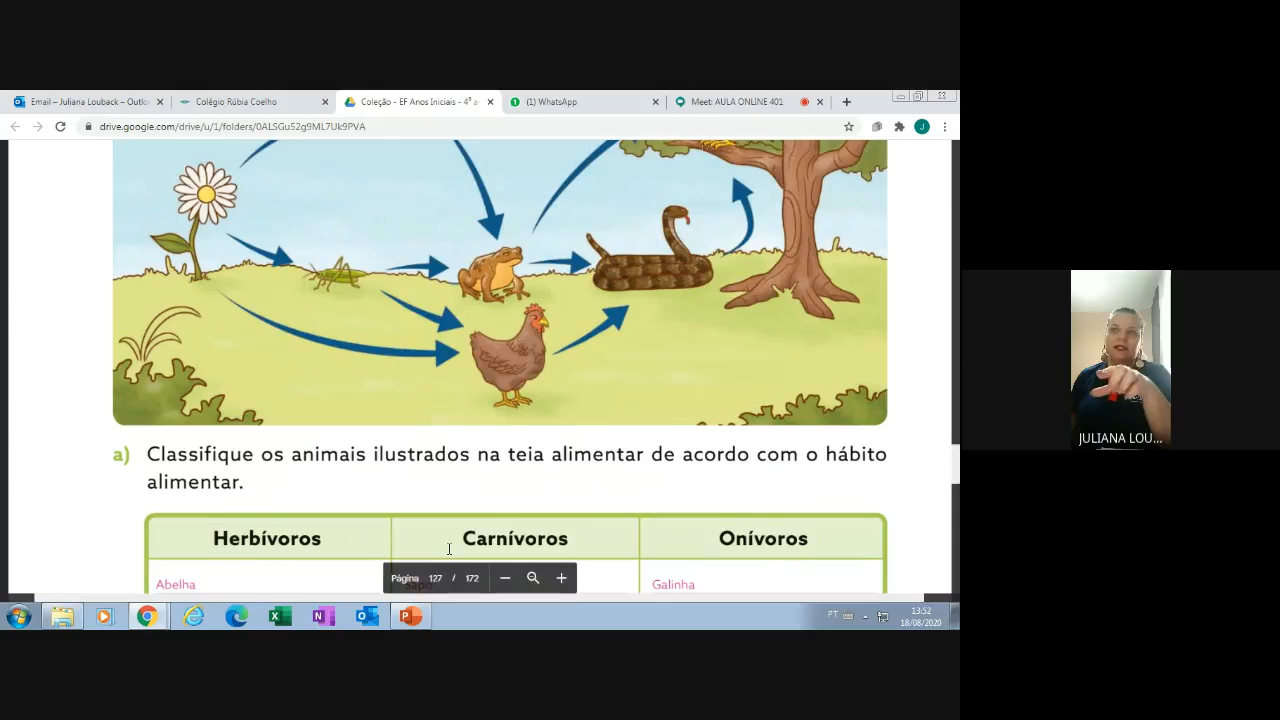 Email – Juliana Louback – Outlo
Colégio Rúbia Coelho
Coleção - EF Anos Iniciais - 4º a
(1) WhatsApp
Meet: AULA ONLINE 401
drive.google.com/drive/u/1/folders/0ALSGu52g9ML7Uk9PVA
J
a) Classifique os animais ilustrados na teia alimentar de acordo com o hábito
alimentar.
Herbívoros Carnívoros Onívoros
Abelha Sapo Galinha
Página 127 / 172
PT
13:52
18/08/2020
JULIANA LOU...